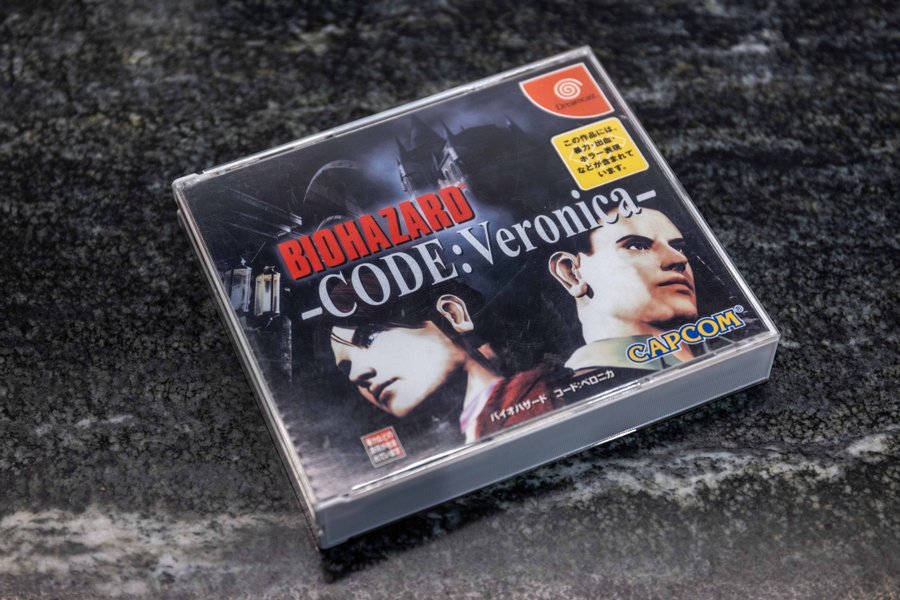 Dreamcast
この作品には、
暴力・出血・
ホラー表現
などが含まれて
います。
BIOHAZARD
-CODE:Veronica-
CAPCOM®
バイオハザード コード:ベロニカ